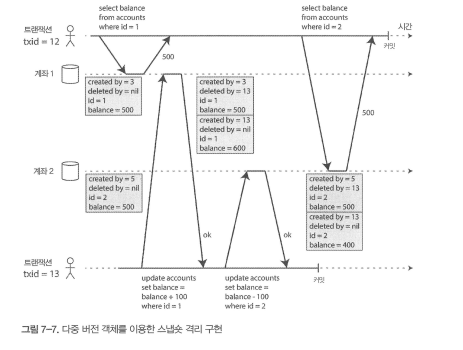 select balance
from accounts
where id = 1
select balance
from accounts
where id = 2
트랜잭션
txid = 12
시간
커밋
500
계좌 1
created by = 3
deleted by = nil
id = 1
balance = 500
created by = 3
deleted by = 13
id = 1
balance = 500
created by = 13
deleted by = nil
id = 1
balance = 600
500
계좌 2
created by = 5
deleted by = nil
id = 2
balance = 500
created by = 5
deleted by = 13
id = 2
balance = 500
created by = 13
deleted by = nil
id = 2
balance = 400
ok
ok
트랜잭션
txid = 13
update accounts
set balance =
balance + 100
where id = 1
update accounts
set balance =
balance - 100
where id = 2
커밋
그림 7-7. 다중 버전 객체를 이용한 스냅숏 격리 구현